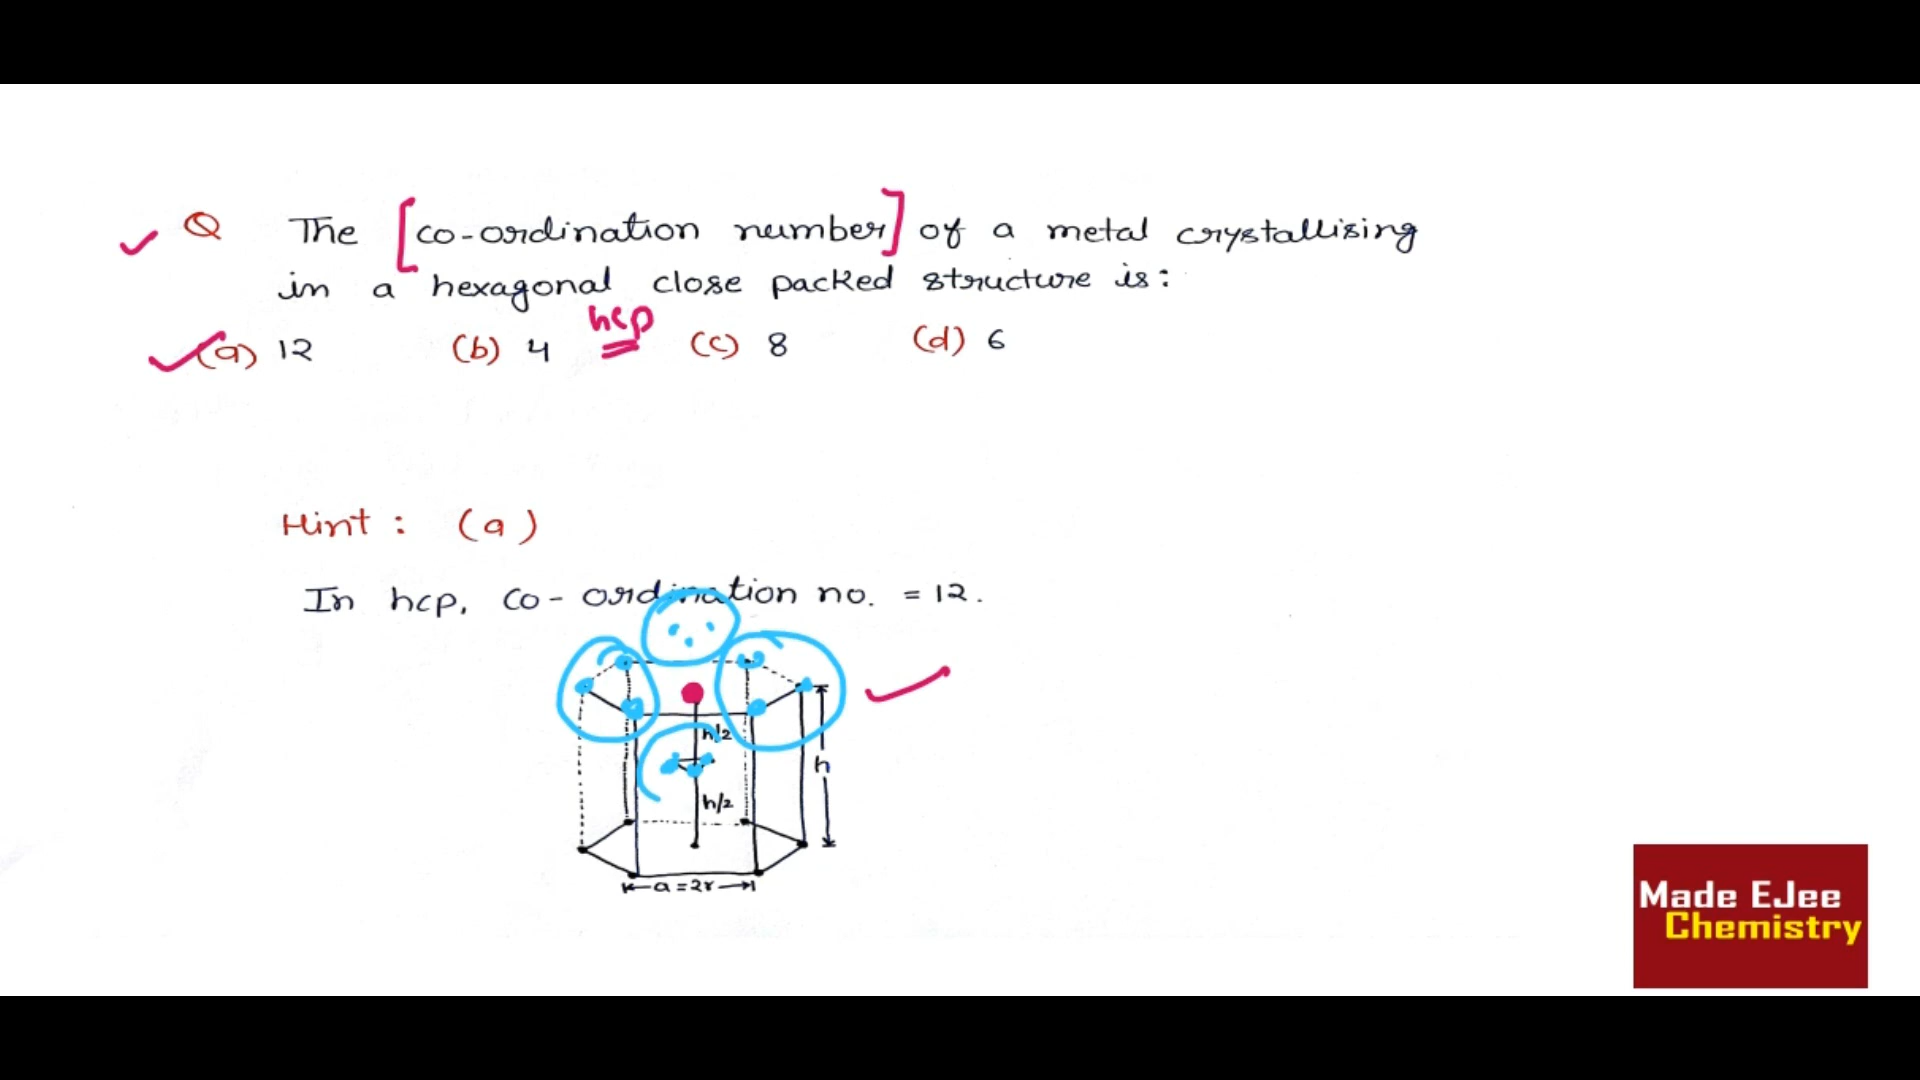 Q The [co-ordination number] of a metal crystallising
in a hexagonal close packed structure is:
hcp
(a) 12 (b) 4 (c) 8 (d) 6
Hint : (a)
In hcp, co-ordination no. = 12.
h/2
h
h/2
a=2r
Made EJee
Chemistry